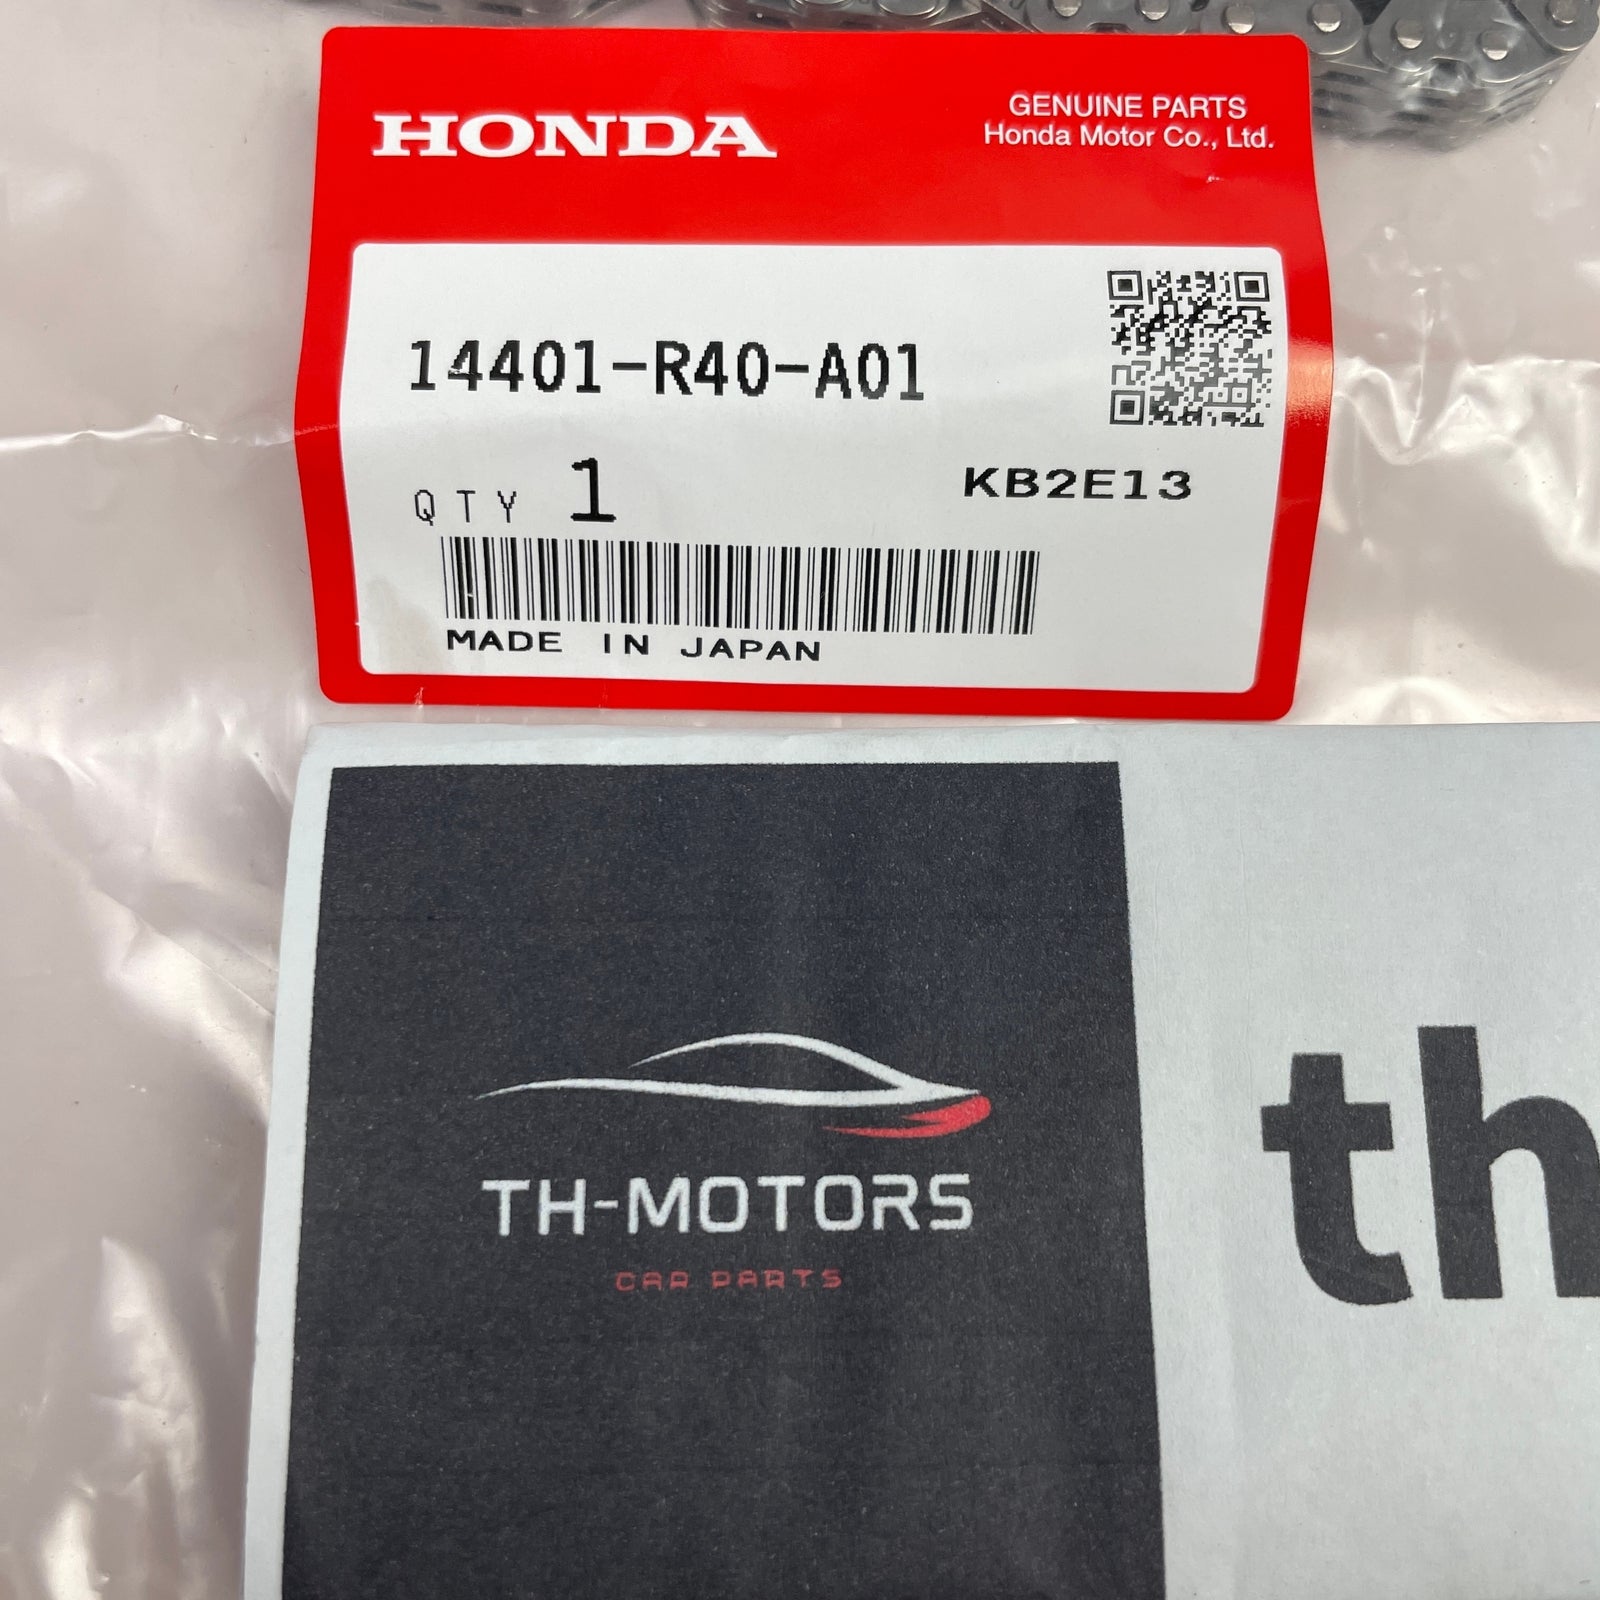 HONDA
GENUINE PARTS
Honda Motor Co., Ltd.
14401-R40-A01
QTY 1
KB2E13
MADE IN JAPAN
TH-MOTORS
CAR PARTS
th